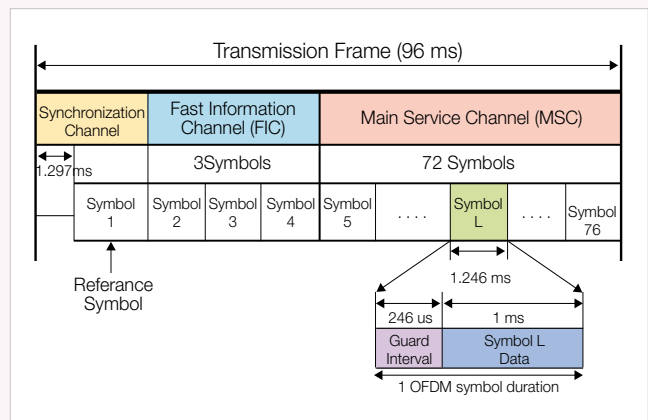 Transmission Frame (96 ms)
Synchronization
Channel
Fast Information
Channel (FIC)
Main Service Channel (MSC)
1.297ms
3Symbols
72 Symbols
Symbol
1
Symbol
2
Symbol
3
Symbol
4
Symbol
5
. . . .
Symbol
L
. . . .
Symbol
76
Referance
Symbol
1.246 ms
246 us
1 ms
Guard
Interval
Symbol L
Data
1 OFDM symbol duration